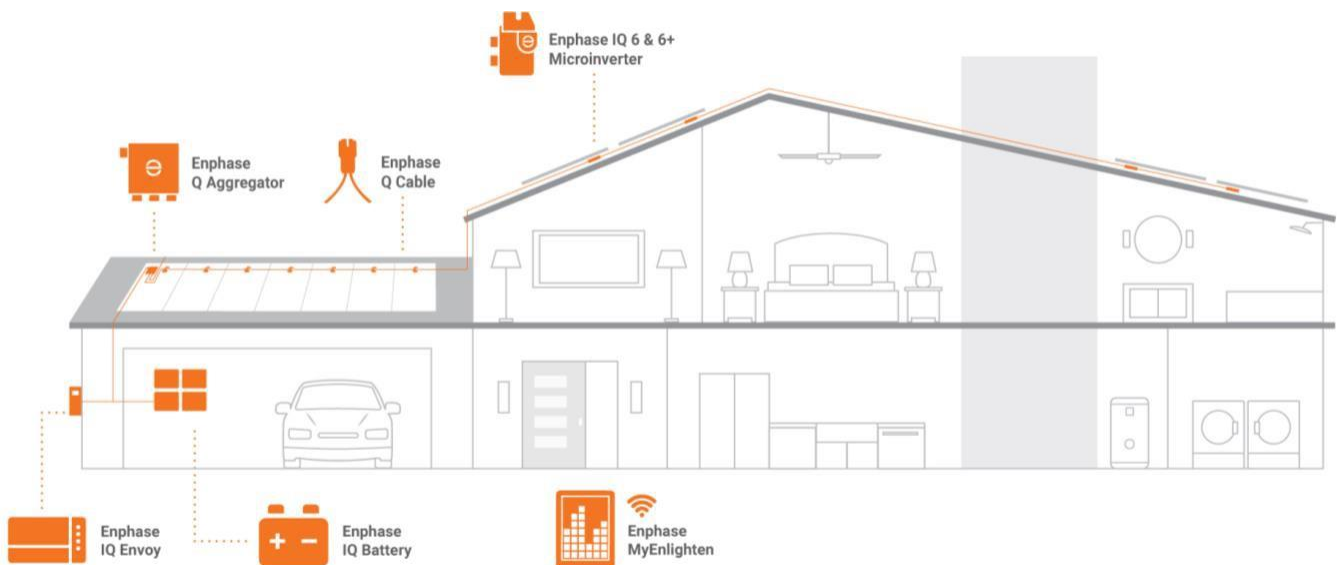 Enphase IQ 6 & 6+
Microinverter
Enphase
Q Aggregator
Enphase
Q Cable
Enphase
IQ Envoy
Enphase
IQ Battery
Enphase
MyEnlighten